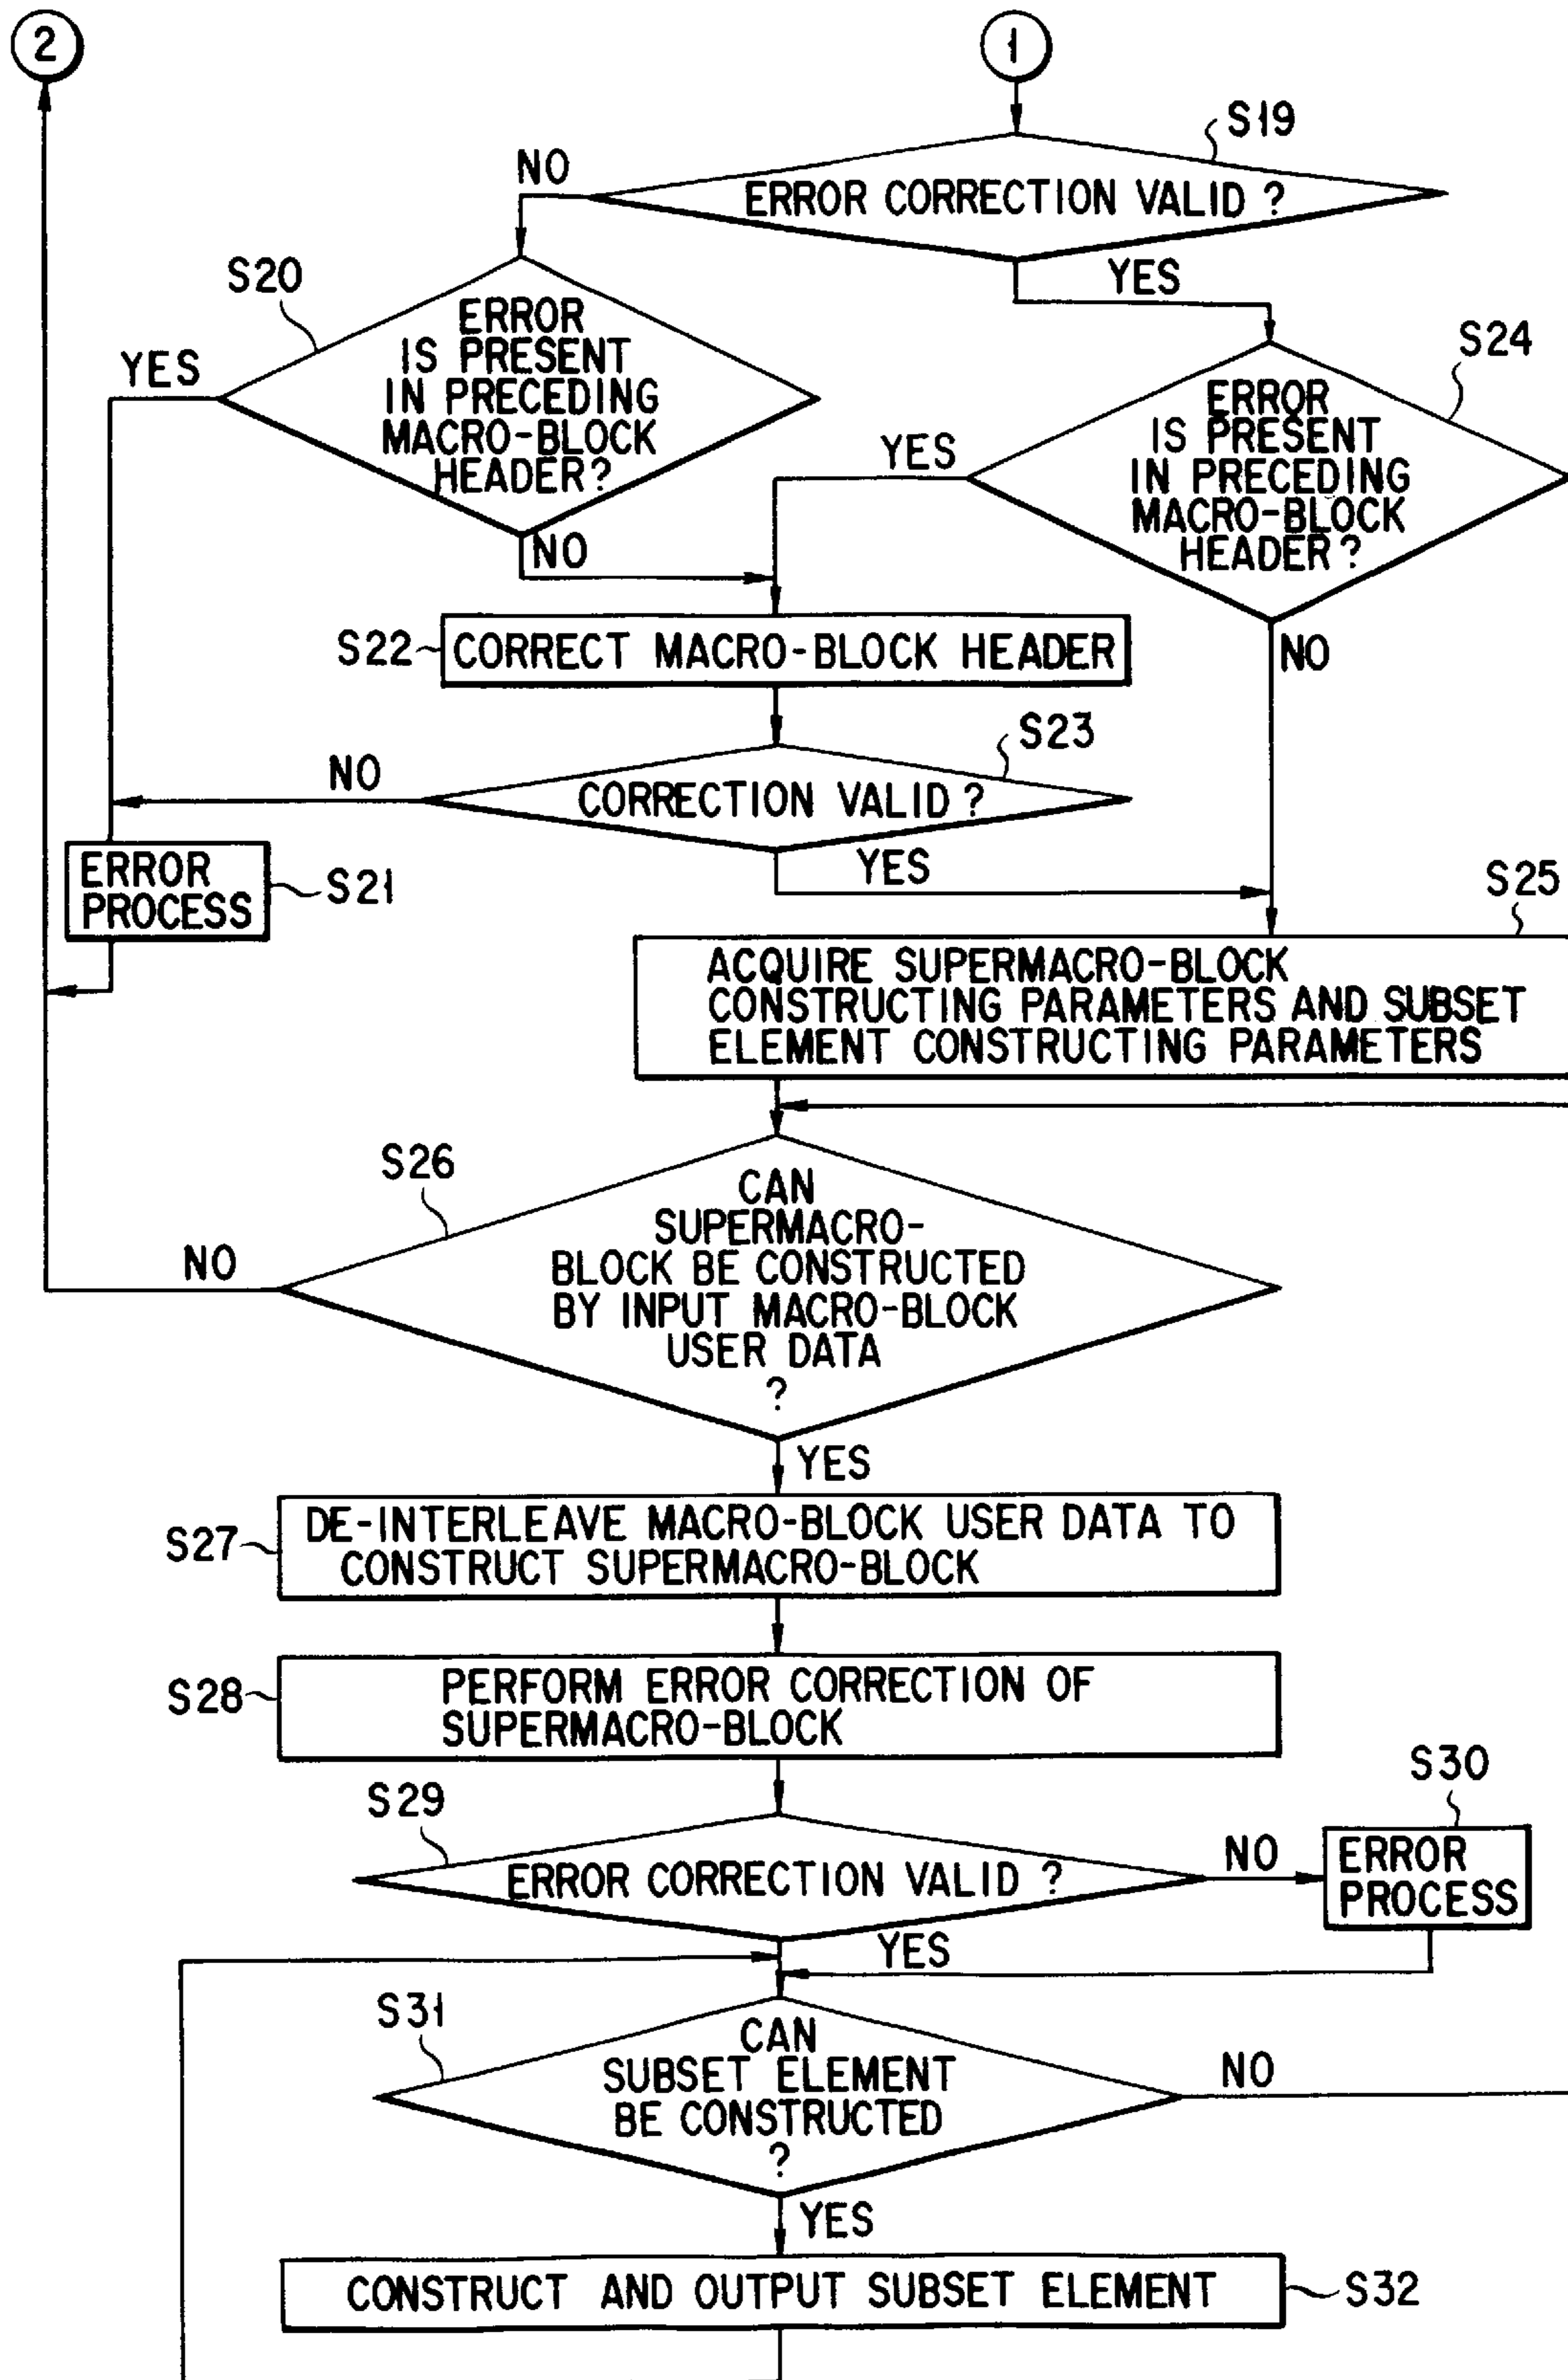 2
1
S19
NO
ERROR CORRECTION VALID ?
YES
S20
ERROR
IS PRESENT
IN PRECEDING
MACRO-BLOCK
HEADER?
YES
NO
S24
ERROR
IS PRESENT
IN PRECEDING
MACRO-BLOCK
HEADER?
YES
NO
S22
CORRECT MACRO-BLOCK HEADER
S23
NO
CORRECTION VALID ?
YES
ERROR
PROCESS
S21
S25
ACQUIRE SUPERMACRO-BLOCK
CONSTRUCTING PARAMETERS AND SUBSET
ELEMENT CONSTRUCTING PARAMETERS
S26
NO
CAN
SUPERMACRO-
BLOCK BE CONSTRUCTED
BY INPUT MACRO-BLOCK
USER DATA
?
YES
S27
DE-INTERLEAVE MACRO-BLOCK USER DATA TO
CONSTRUCT SUPERMACRO-BLOCK
S28
PERFORM ERROR CORRECTION OF
SUPERMACRO-BLOCK
S29
ERROR CORRECTION VALID ?
NO
S30
ERROR
PROCESS
YES
S31
CAN
SUBSET ELEMENT
BE CONSTRUCTED
?
NO
YES
CONSTRUCT AND OUTPUT SUBSET ELEMENT
S32